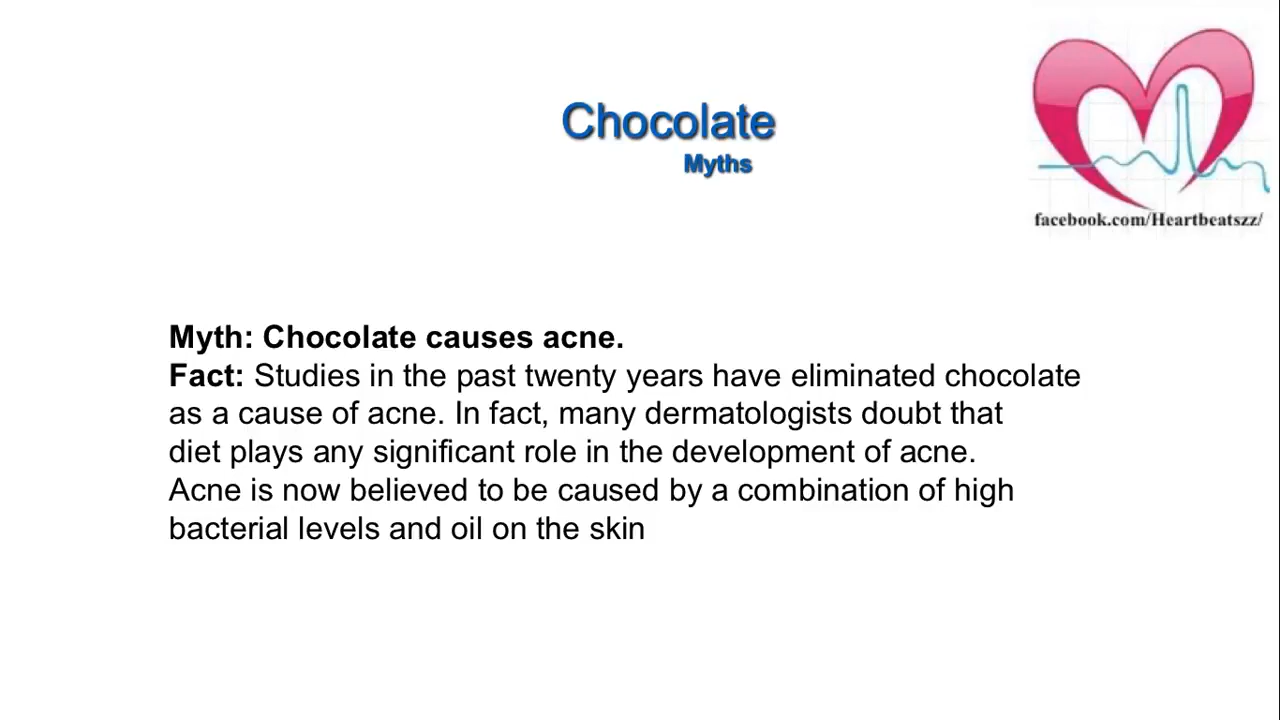 Chocolate
Myths
facebook.com/Heartbeatszz/
Myth: Chocolate causes acne.
Fact: Studies in the past twenty years have eliminated chocolate
as a cause of acne. In fact, many dermatologists doubt that
diet plays any significant role in the development of acne.
Acne is now believed to be caused by a combination of high
bacterial levels and oil on the skin